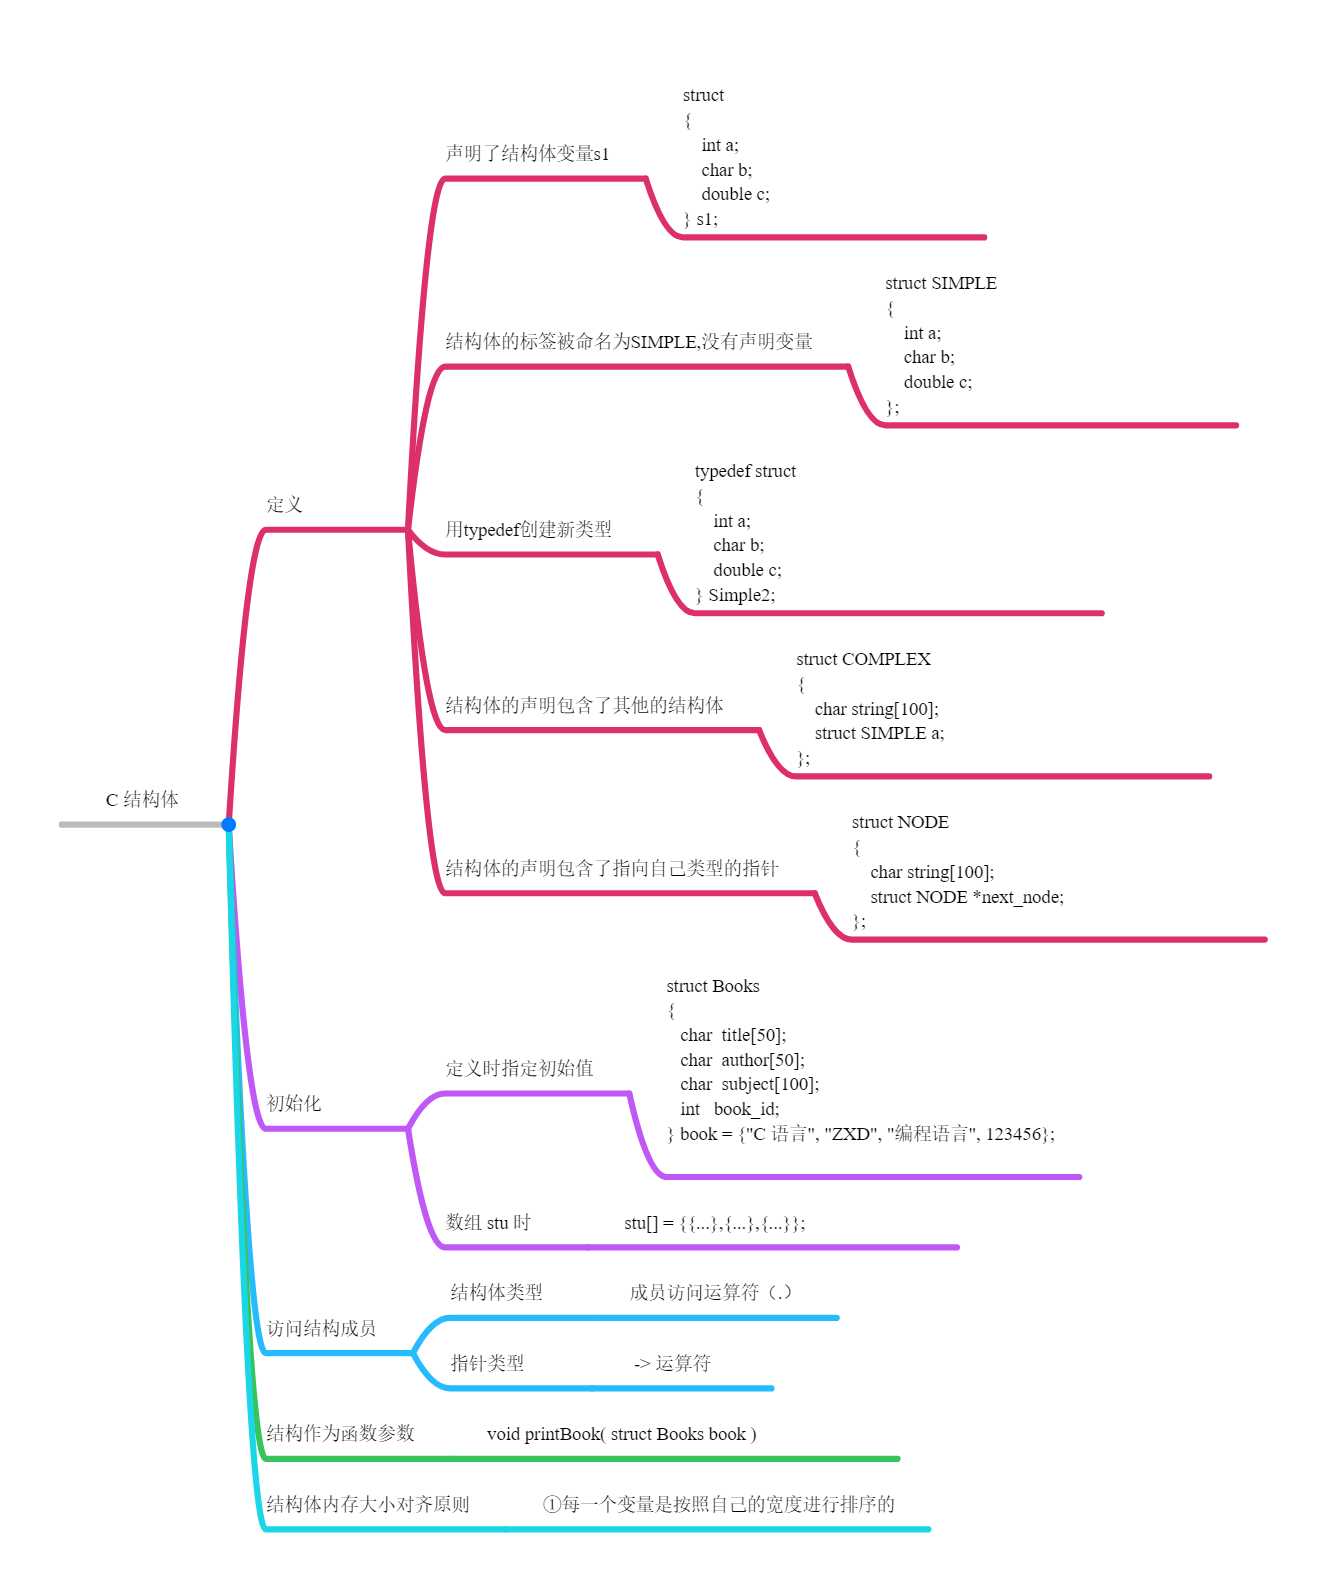 C 结构体
定义
声明了结构体变量s1
struct
{
    int a;
    char b;
    double c;
} s1;
结构体的标签被命名为SIMPLE,没有声明变量
struct SIMPLE
{
    int a;
    char b;
    double c;
};
用typedef创建新类型
typedef struct
{
    int a;
    char b;
    double c;
} Simple2;
结构体的声明包含了其他的结构体
struct COMPLEX
{
    char string[100];
    struct SIMPLE a;
};
结构体的声明包含了指向自己类型的指针
struct NODE
{
    char string[100];
    struct NODE *next_node;
};
初始化
定义时指定初始值
struct Books
{
   char  title[50];
   char  author[50];
   char  subject[100];
   int   book_id;
} book = {"C 语言", "ZXD", "编程语言", 123456};
数组 stu 时
stu[] = {{...},{...},{...}};
访问结构成员
结构体类型
成员访问运算符（.）
指针类型
-> 运算符
结构作为函数参数
void printBook( struct Books book )
结构体内存大小对齐原则
①每一个变量是按照自己的宽度进行排序的